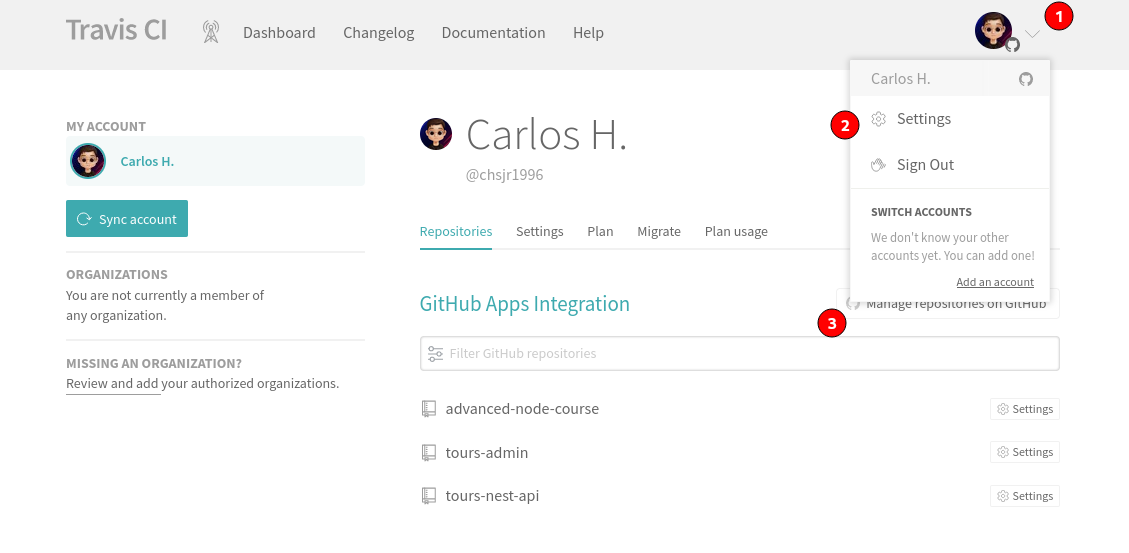 Travis CI
Dashboard
Changelog
Documentation
Help
1
Carlos H.
2
Settings
Sign Out
SWITCH ACCOUNTS
We don't know your other
accounts yet. You can add one!
Add an account
MY ACCOUNT
Carlos H.
Sync account
ORGANIZATIONS
You are not currently a member of
any organization.
MISSING AN ORGANIZATION?
Review and add your authorized organizations.
Carlos H.
@chsjr1996
Repositories
Settings
Plan
Migrate
Plan usage
GitHub Apps Integration
Manage repositories on GitHub
3
Filter GitHub repositories
advanced-node-course
Settings
tours-admin
Settings
tours-nest-api
Settings